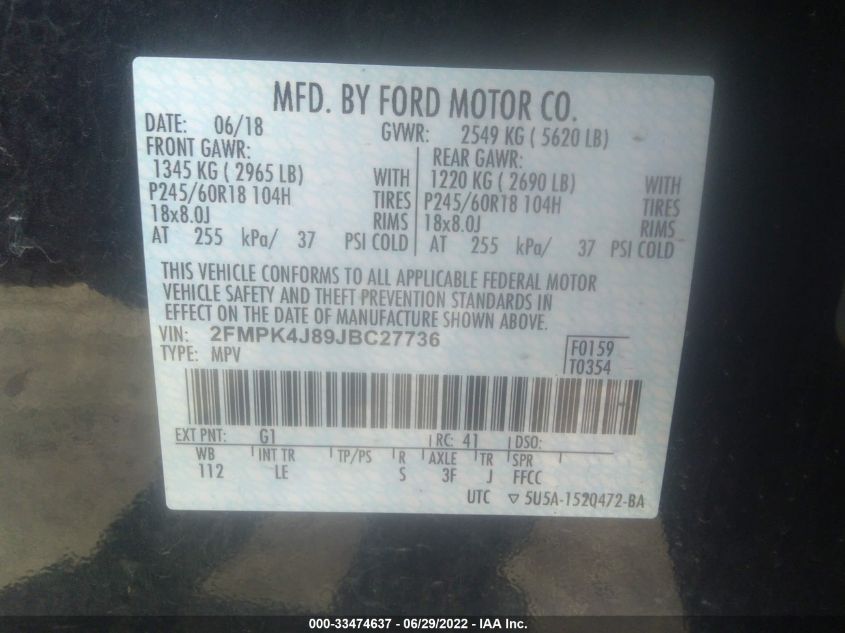 MFD. BY FORD MOTOR CO.
DATE: 06/18 GVWR: 2549 KG ( 5620 LB)
FRONT GAWR: REAR GAWR:
1345 KG ( 2965 LB) WITH 1220 KG ( 2690 LB) WITH
P245/60R18 104H TIRES P245/60R18 104H TIRES
18x8.0J RIMS 18x8.0J RIMS
AT 255 kPa/ 37 PSI COLD AT 255 kPa/ 37 PSI COLD
THIS VEHICLE CONFORMS TO ALL APPLICABLE FEDERAL MOTOR
VEHICLE SAFETY AND THEFT PREVENTION STANDARDS IN
EFFECT ON THE DATE OF MANUFACTURE SHOWN ABOVE.
VIN: 2FMPK4J89JBC27736
TYPE: MPV F0159
T0354
EXT PNT: G1 RC: 41 DSO:
WB INT TR TP/PS R AXLE TR SPR
112 LE S 3F J FFCC
UTC ▽ 5U5A-1520472-BA
000-33474637 - 06/29/2022 - IAA Inc.